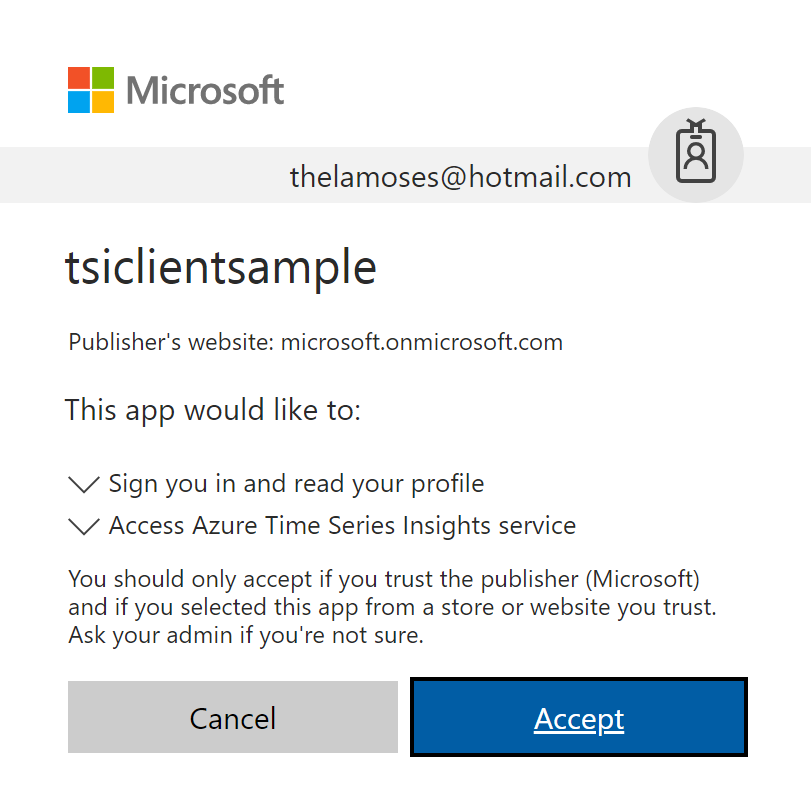 Microsoft
thelamoses@hotmail.com
tsiclientsample
Publisher's website: microsoft.onmicrosoft.com
This app would like to:
Sign you in and read your profile
Access Azure Time Series Insights service
You should only accept if you trust the publisher (Microsoft)
and if you selected this app from a store or website you trust.
Ask your admin if you're not sure.
Cancel
Accept